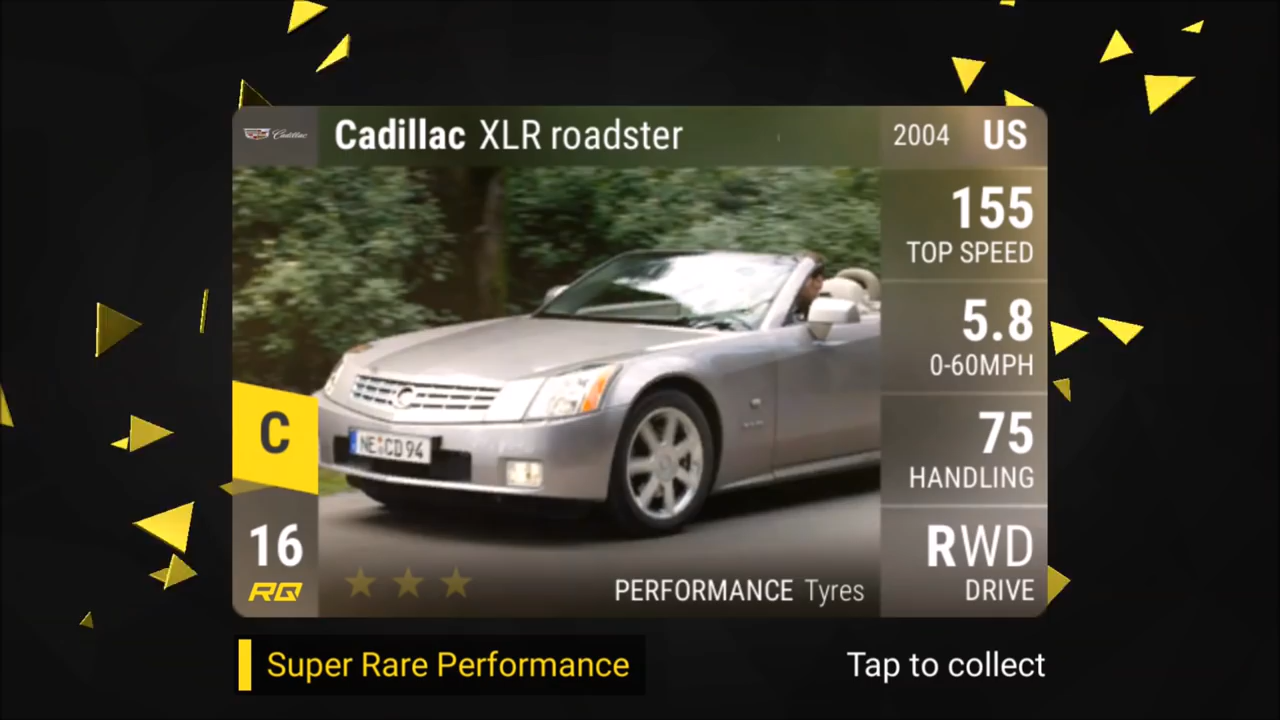 Cadillac
Cadillac XLR roadster
2004 US
155
TOP SPEED
5.8
0-60MPH
75
HANDLING
RWD
DRIVE
C
16
RQ
NE CD 94
PERFORMANCE Tyres
Super Rare Performance
Tap to collect